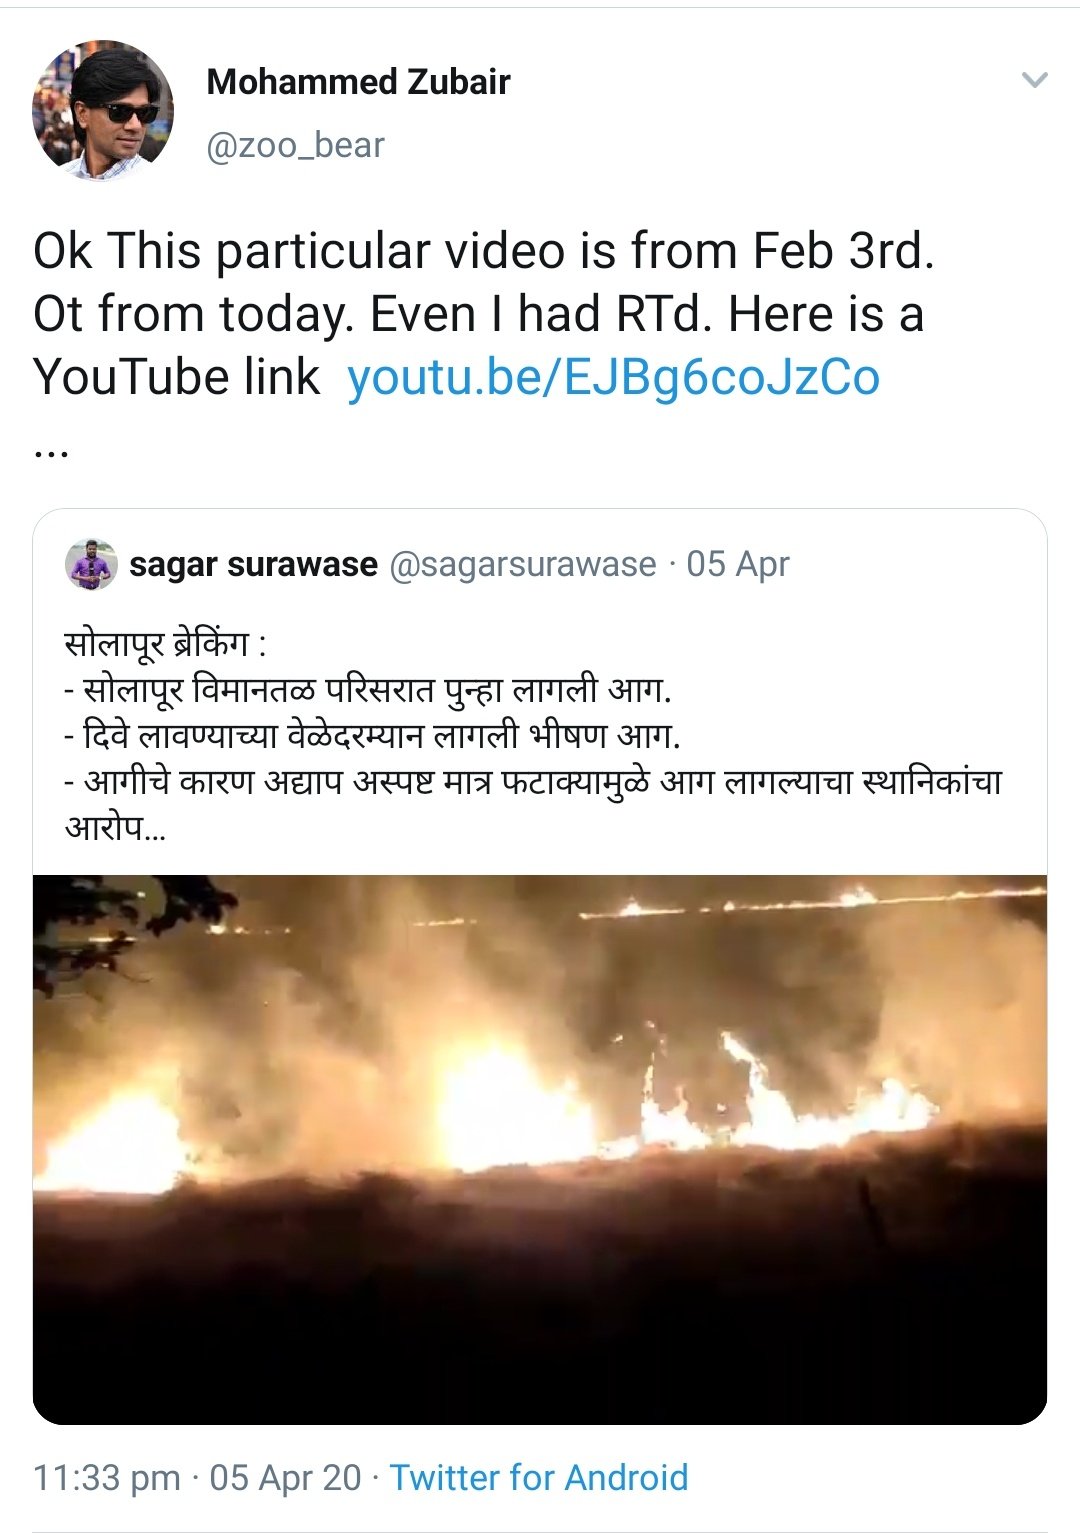 Mohammed Zubair
@zoo_bear
Ok This particular video is from Feb 3rd.
Ot from today. Even I had RTd. Here is a
YouTube link youtu.be/EJBg6coJzCo
...
sagar surawase @sagarsurawase · 05 Apr
सोलापूर ब्रेकिंग :
- सोलापूर विमानतळ परिसरात पुन्हा लागली आग.
- दिवे लावण्याच्या वेळेदरम्यान लागली भीषण आग.
- आगीचे कारण अद्याप अस्पष्ट मात्र फटाक्यामुळे आग लागल्याचा स्थानिकांचा
आरोप...
11:33 pm · 05 Apr 20 · Twitter for Android